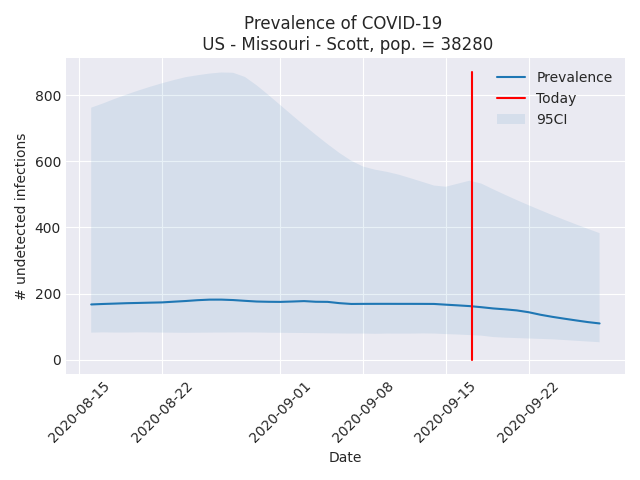 Prevalence of COVID-19
US - Missouri - Scott, pop. = 38280
Prevalence
Today
95CI
# undetected infections
800
600
400
200
0
2020-08-15
2020-08-22
2020-09-01
2020-09-08
2020-09-15
2020-09-22
Date